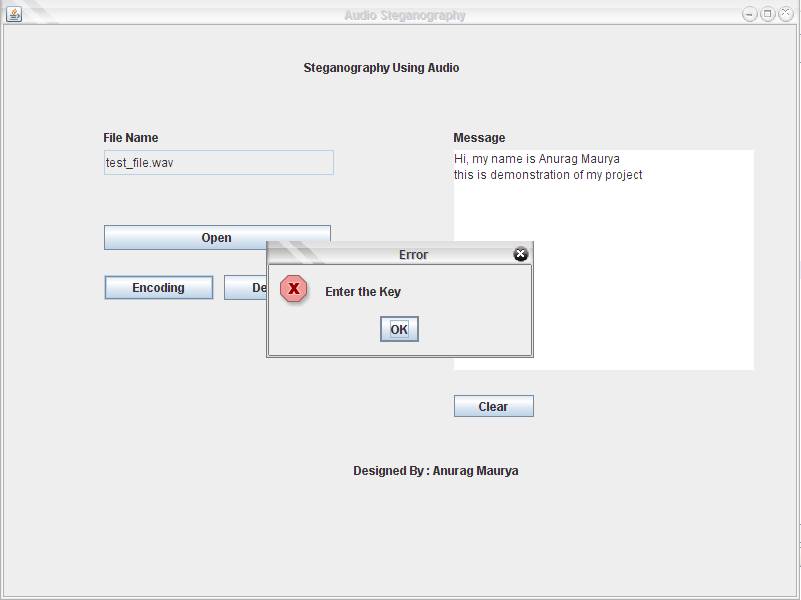 Audio Steganography
Steganography Using Audio
File Name
test_file.wav
Open
Encoding
De
Message
Hi, my name is Anurag Maurya
this is demonstration of my project
Error
X
Enter the Key
OK
Clear
Designed By : Anurag Maurya